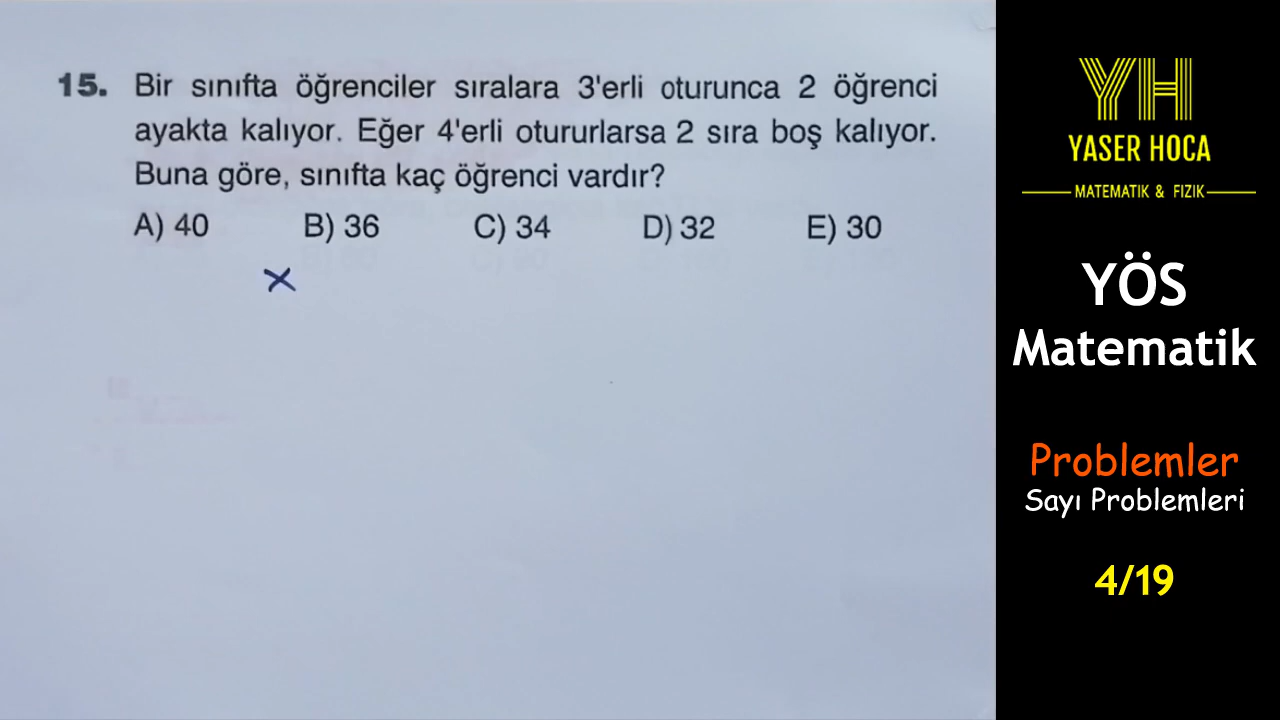 15. Bir sınıfta öğrenciler sıralara 3'erli oturunca 2 öğrenci
ayakta kalıyor. Eğer 4'erli otururlarsa 2 sıra boş kalıyor.
Buna göre, sınıfta kaç öğrenci vardır?
A) 40 B) 36 C) 34 D) 32 E) 30
x
YH
YASER HOCA
MATEMATIK & FIZIK
YÖS
Matematik
Problemler
Sayı Problemleri
4/19